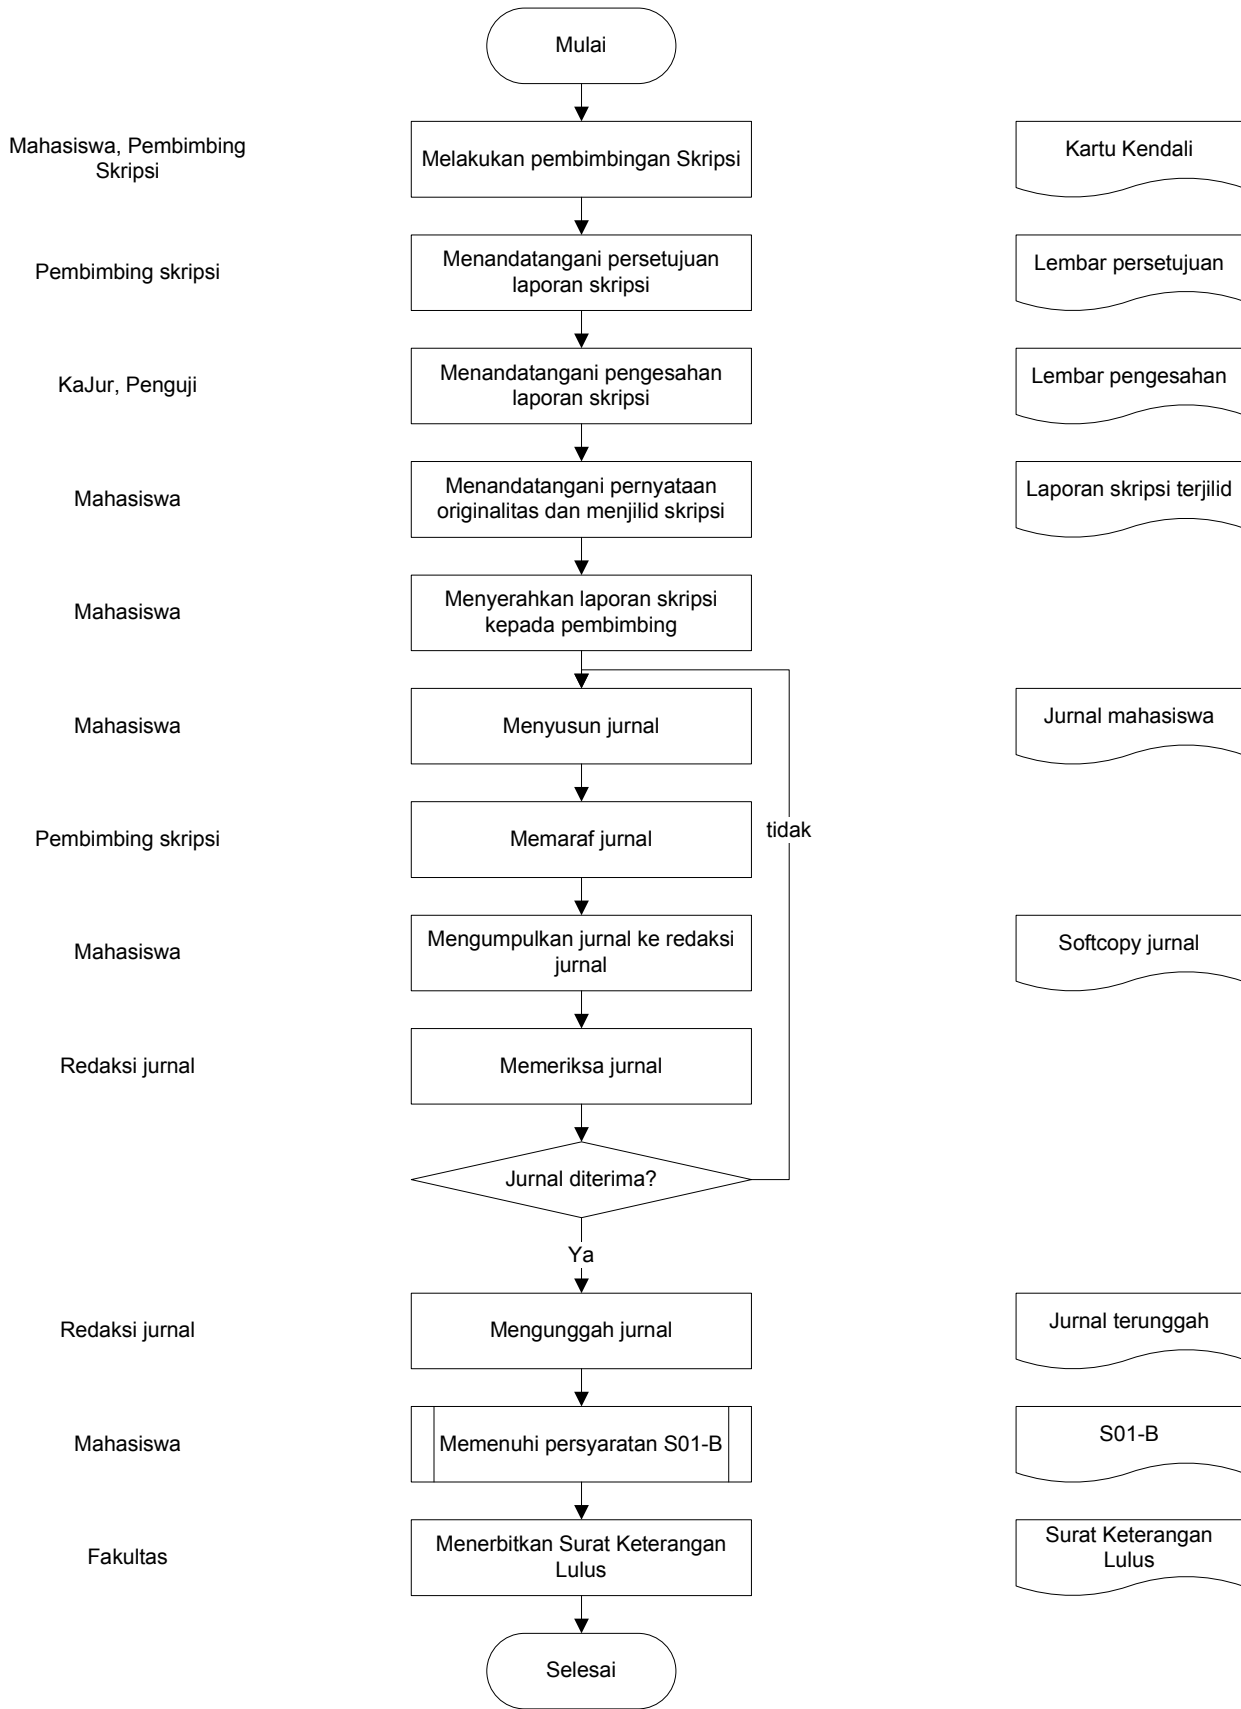 Mulai
Mahasiswa, Pembimbing
Skripsi
Melakukan pembimbingan Skripsi
Kartu Kendali
Pembimbing skripsi
Menandatangani persetujuan
laporan skripsi
Lembar persetujuan
KaJur, Penguji
Menandatangani pengesahan
laporan skripsi
Lembar pengesahan
Mahasiswa
Menandatangani pernyataan
originalitas dan menjilid skripsi
Laporan skripsi terjilid
Mahasiswa
Menyerahkan laporan skripsi
kepada pembimbing
Mahasiswa
Menyusun jurnal
Jurnal mahasiswa
Pembimbing skripsi
Memaraf jurnal
tidak
Mahasiswa
Mengumpulkan jurnal ke redaksi
jurnal
Softcopy jurnal
Redaksi jurnal
Memeriksa jurnal
Jurnal diterima?
Ya
Redaksi jurnal
Mengunggah jurnal
Jurnal terunggah
Mahasiswa
Memenuhi persyaratan S01-B
S01-B
Fakultas
Menerbitkan Surat Keterangan
Lulus
Surat Keterangan
Lulus
Selesai